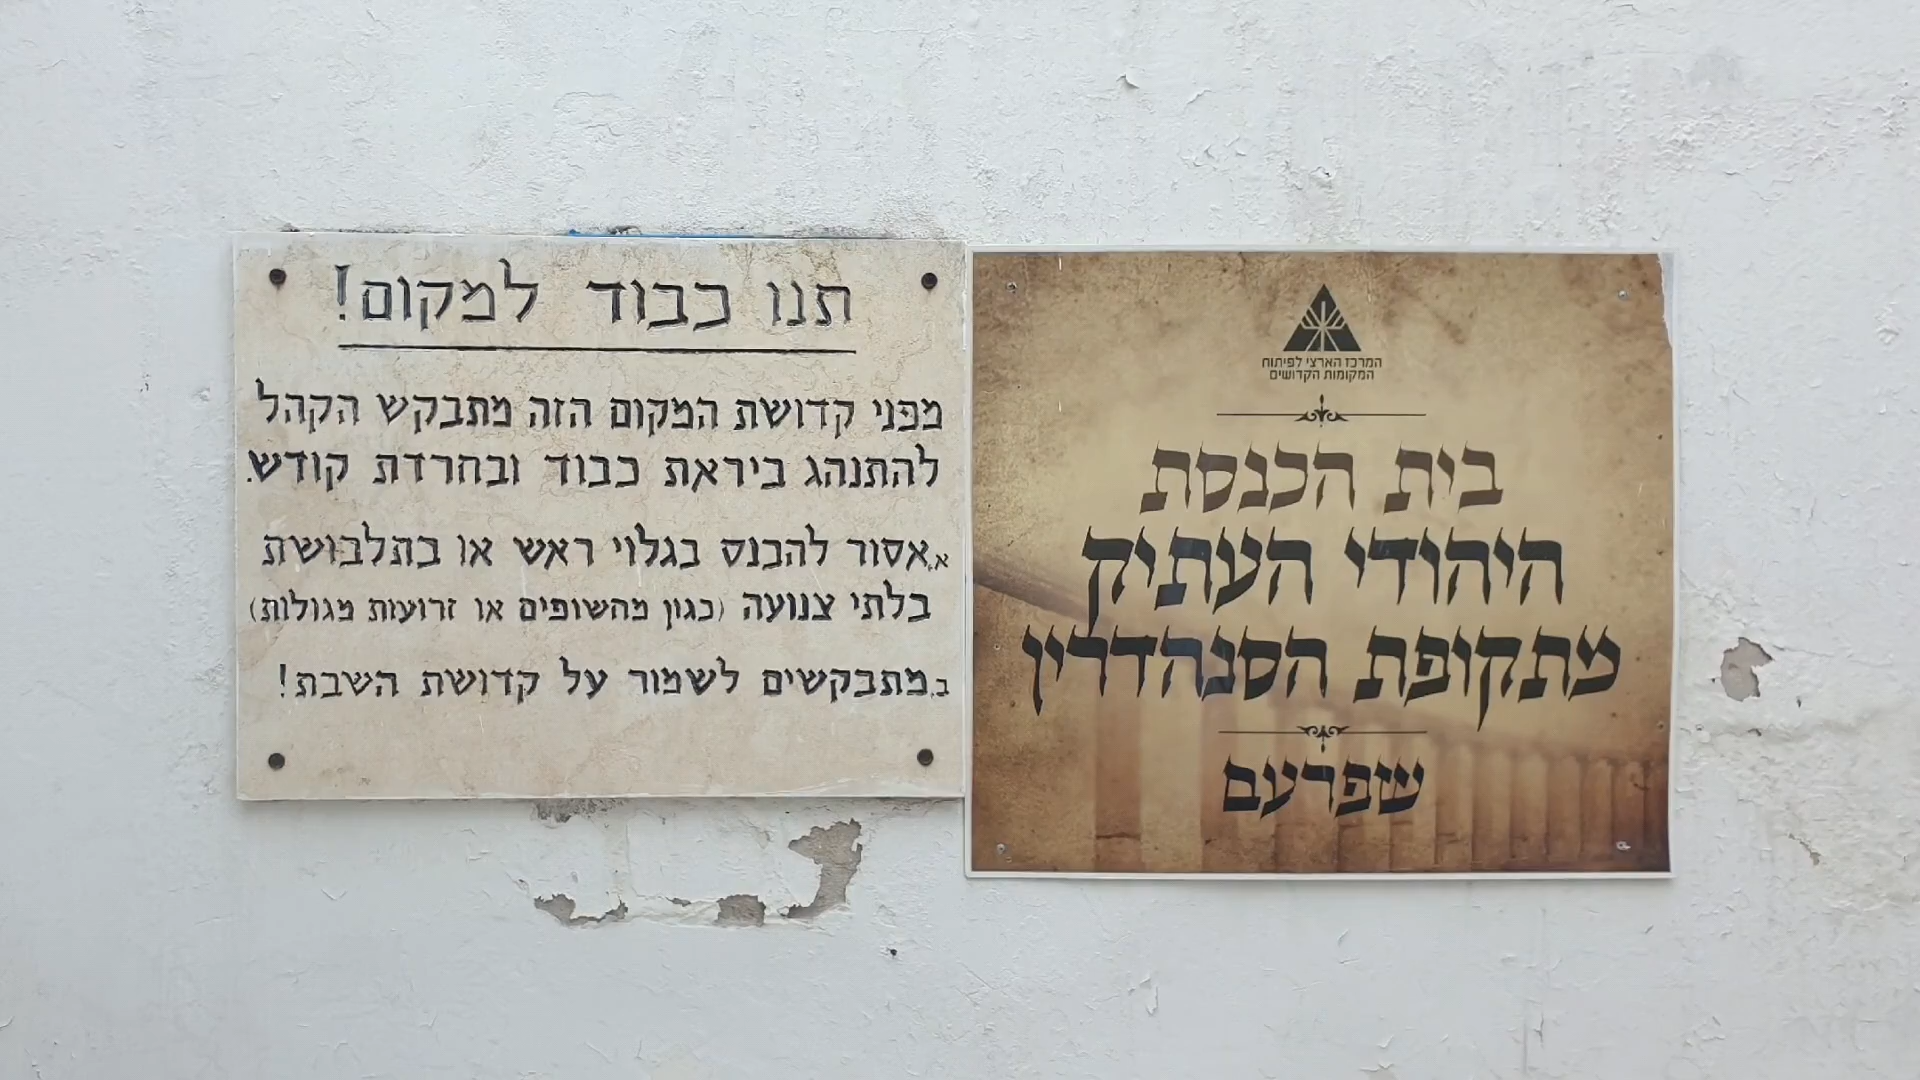 תנו כבוד למקום!
מפני קדושת המקום הזה מתבקש הקהל
להתנהג ביראת כבוד ובחרדת קודש.
א. אסור להכנס בגלוי ראש או בתלבושת
בלתי צנועה (כגון מחשופים או זרועות מגולות)
ב. מתבקשים לשמור על קדושת השבת!
המרכז הארצי לפיתוח
המקומות הקדושים
בית הכנסת
היהודי העתיק
מתקופת הסנהדרין
שפרעם